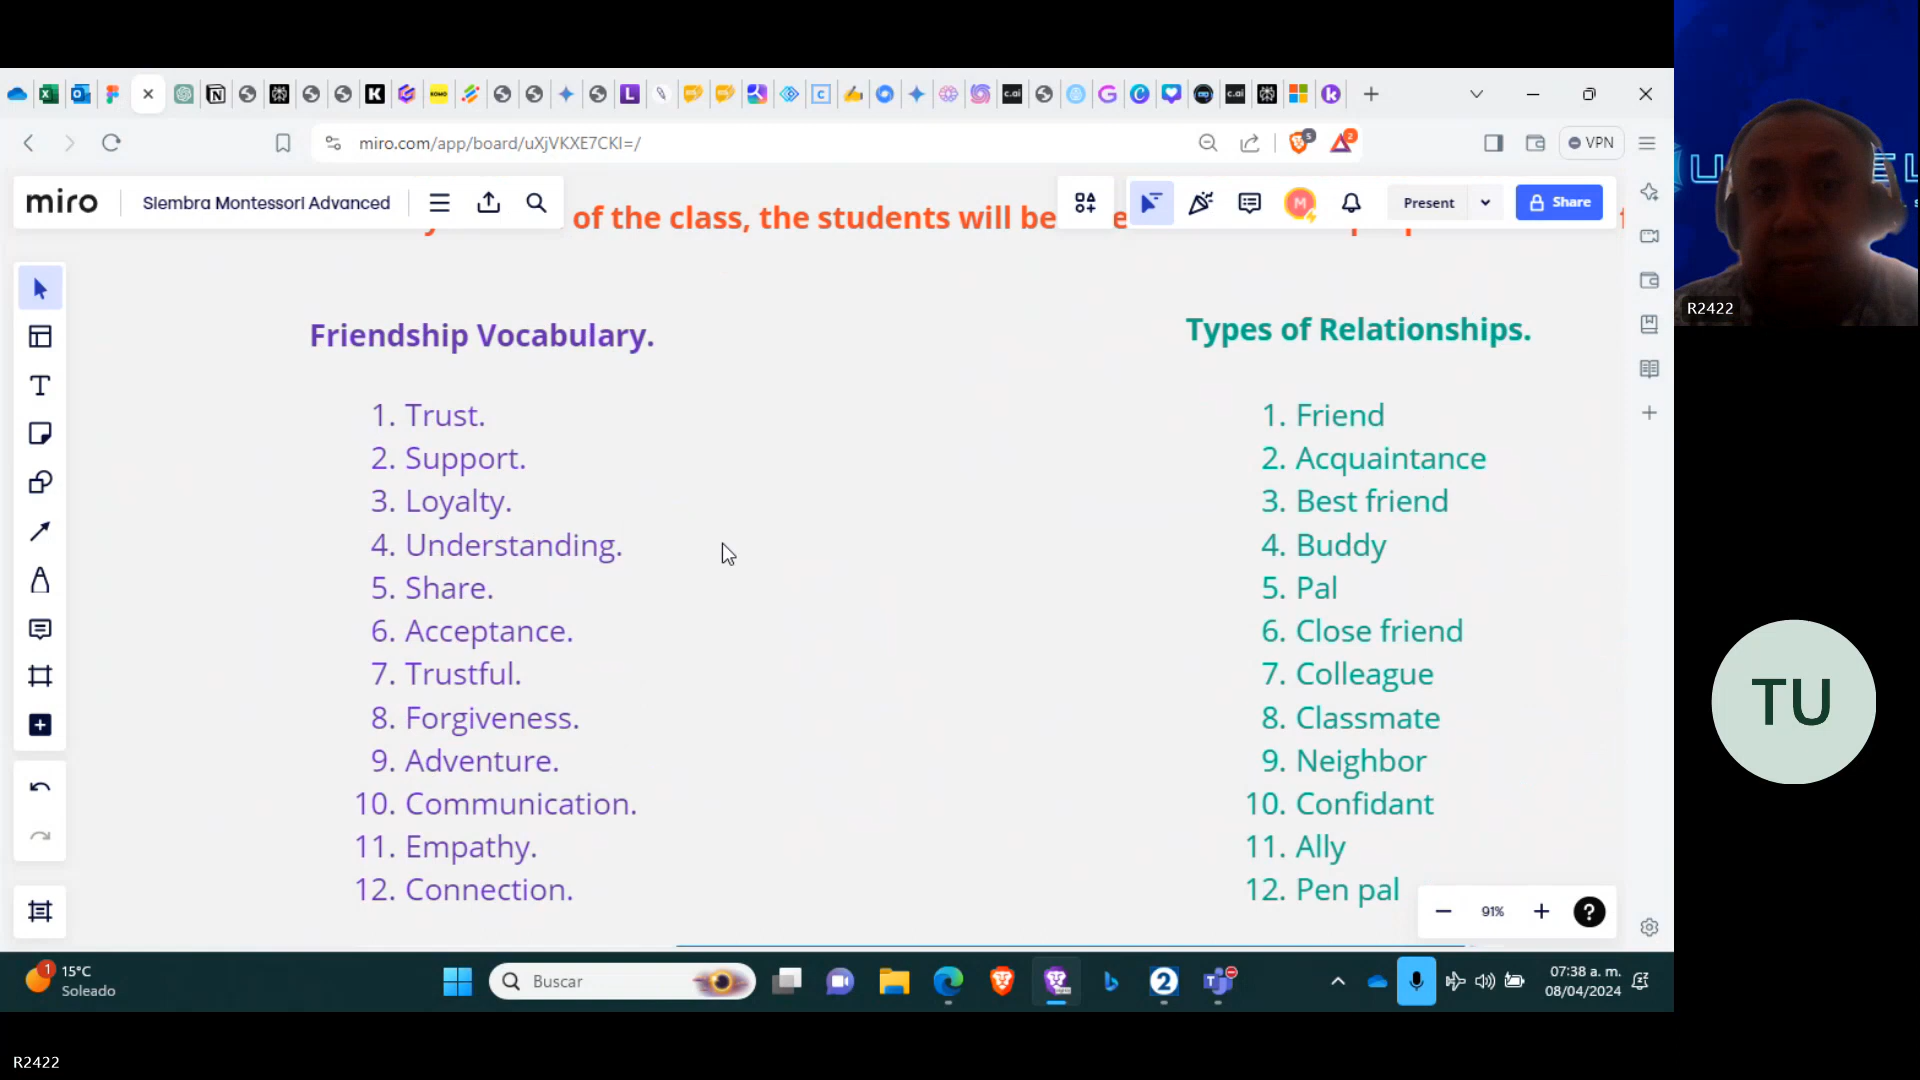 miro.com/app/board/uXjVKXE7CKI=/
VPN
miro
Siembra Montessori Advanced
Present
Share
of the class, the students will be
Friendship Vocabulary.
1. Trust.
2. Support.
3. Loyalty.
4. Understanding.
5. Share.
6. Acceptance.
7. Trustful.
8. Forgiveness.
9. Adventure.
10. Communication.
11. Empathy.
12. Connection.
Types of Relationships.
1. Friend
2. Acquaintance
3. Best friend
4. Buddy
5. Pal
6. Close friend
7. Colleague
8. Classmate
9. Neighbor
10. Confidant
11. Ally
12. Pen pal
91%
15°C
Soleado
Buscar
07:38 a. m.
08/04/2024
R2422
TU
R2422